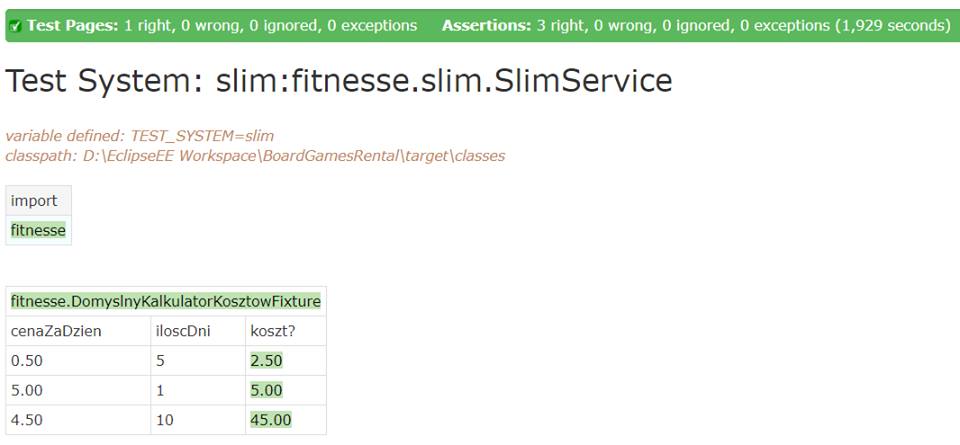 Test Pages: 1 right, 0 wrong, 0 ignored, 0 exceptions Assertions: 3 right, 0 wrong, 0 ignored, 0 exceptions (1,929 seconds)
Test System: slim:fitnesse.slim.SlimService
variable defined: TEST_SYSTEM=slim
classpath: D:\EclipseEE Workspace\BoardGamesRental\target\classes
import
fitnesse
fitnesse.DomyslnyKalkulatorKosztowFixture
cenaZaDzien iloscDni koszt?
0.50 5 2.50
5.00 1 5.00
4.50 10 45.00